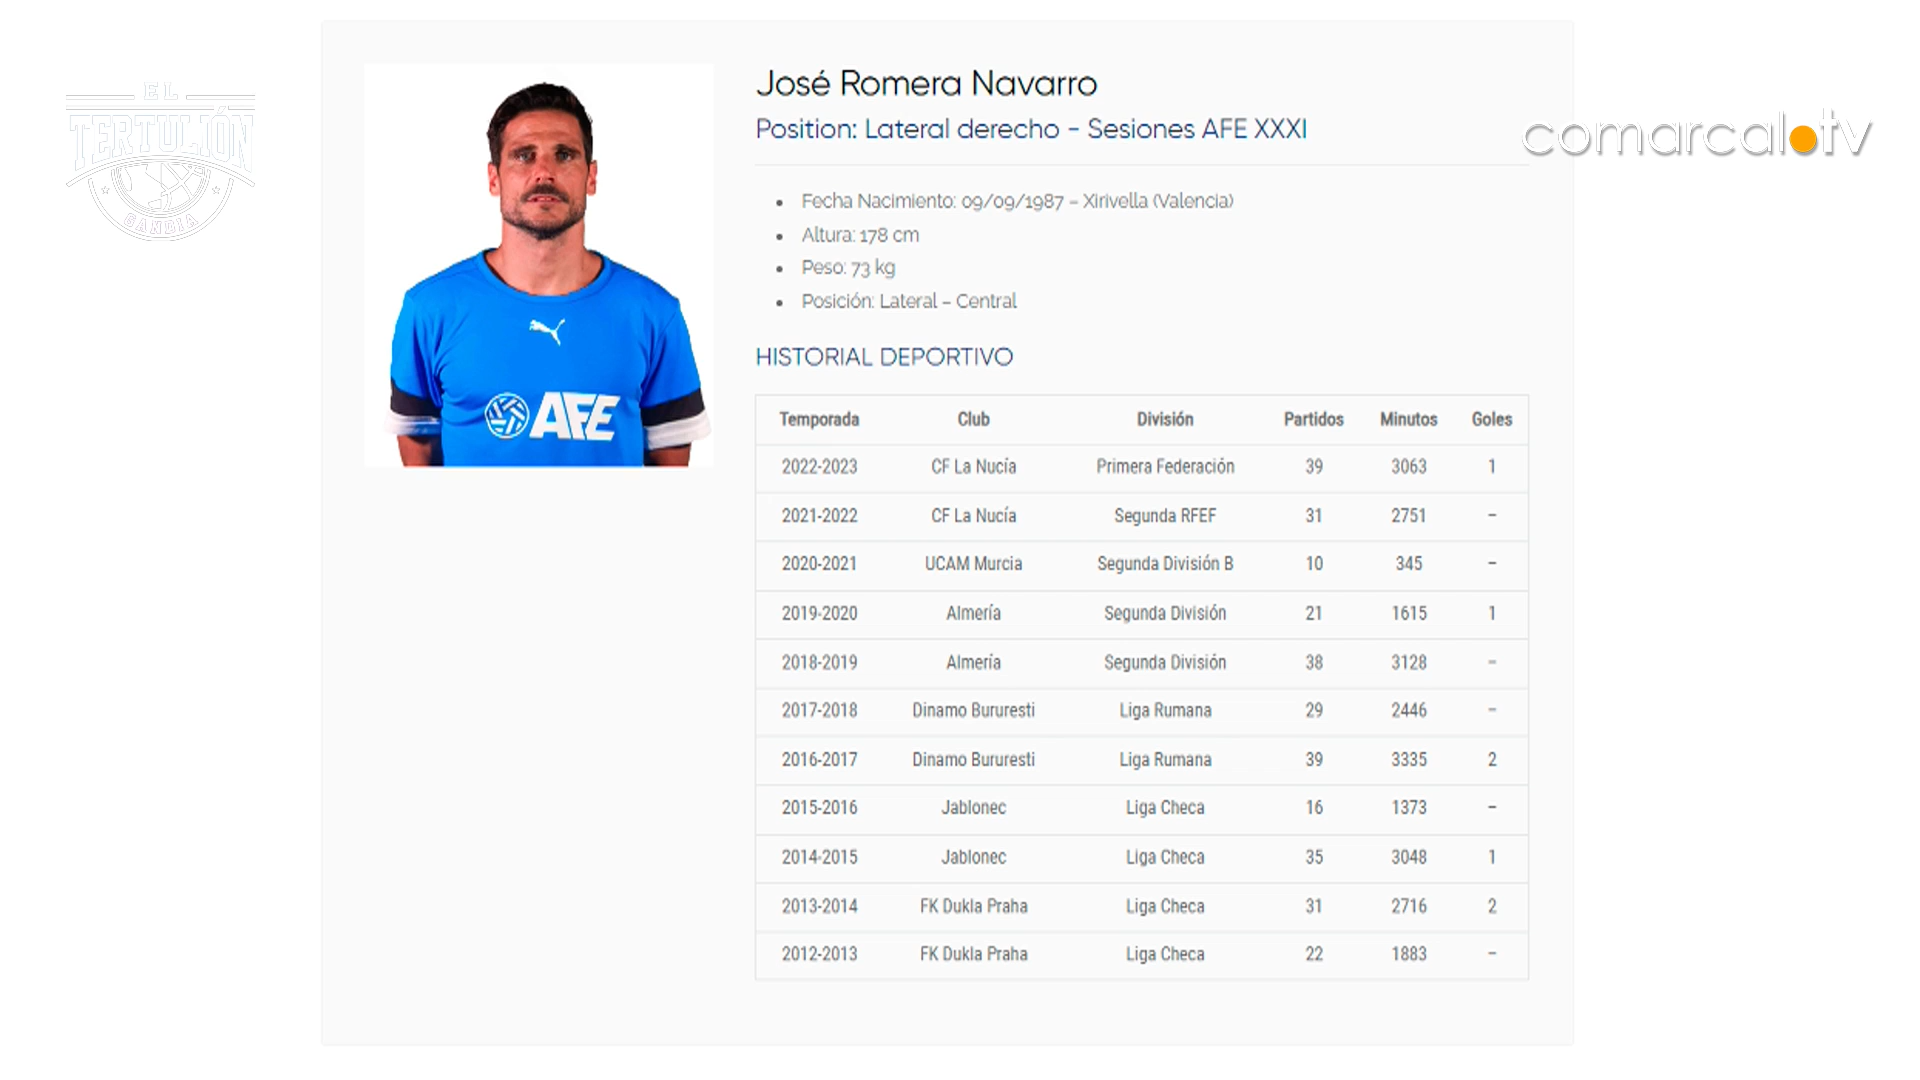 EL
TERTULIÓN
GANDIA
comarcal tv
José Romera Navarro
Position: Lateral derecho - Sesiones AFE XXXI
Fecha Nacimiento: 09/09/1987 – Xirivella (Valencia)
Altura: 178 cm
Peso: 73 kg
Posición: Lateral – Central
AFE
HISTORIAL DEPORTIVO
Temporada Club División Partidos Minutos Goles
2022-2023 CF La Nucía Primera Federación 39 3063 1
2021-2022 CF La Nucía Segunda RFEF 31 2751 –
2020-2021 UCAM Murcia Segunda División B 10 345 –
2019-2020 Almería Segunda División 21 1615 1
2018-2019 Almería Segunda División 38 3128 –
2017-2018 Dinamo Bururesti Liga Rumana 29 2446 –
2016-2017 Dinamo Bururesti Liga Rumana 39 3335 2
2015-2016 Jablonec Liga Checa 16 1373 –
2014-2015 Jablonec Liga Checa 35 3048 1
2013-2014 FK Dukla Praha Liga Checa 31 2716 2
2012-2013 FK Dukla Praha Liga Checa 22 1883 –